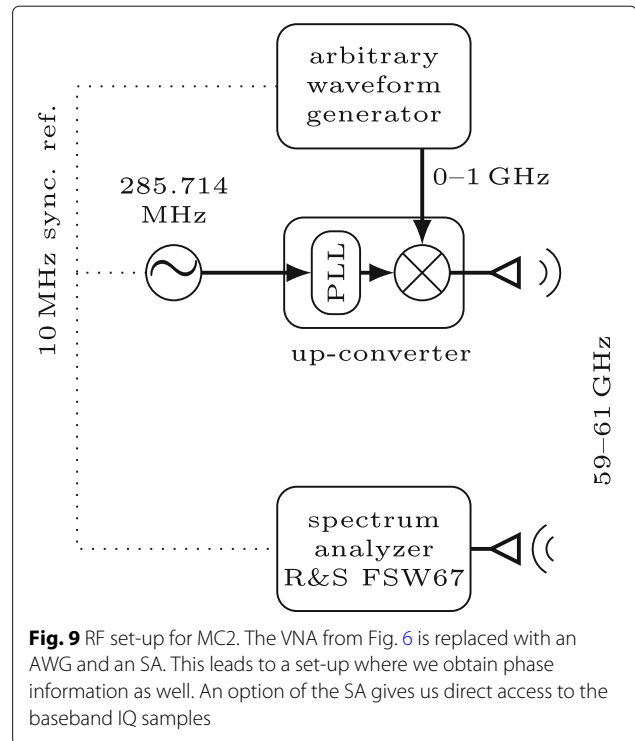 arbitrary
waveform
generator
10 MHz sync. ref.
285.714
MHz
0–1 GHz
PLL
up-converter
59–61 GHz
spectrum
analyzer
R&S FSW67
Fig. 9 RF set-up for MC2. The VNA from Fig. 6 is replaced with an
AWG and an SA. This leads to a set-up where we obtain phase
information as well. An option of the SA gives us direct access to the
baseband IQ samples